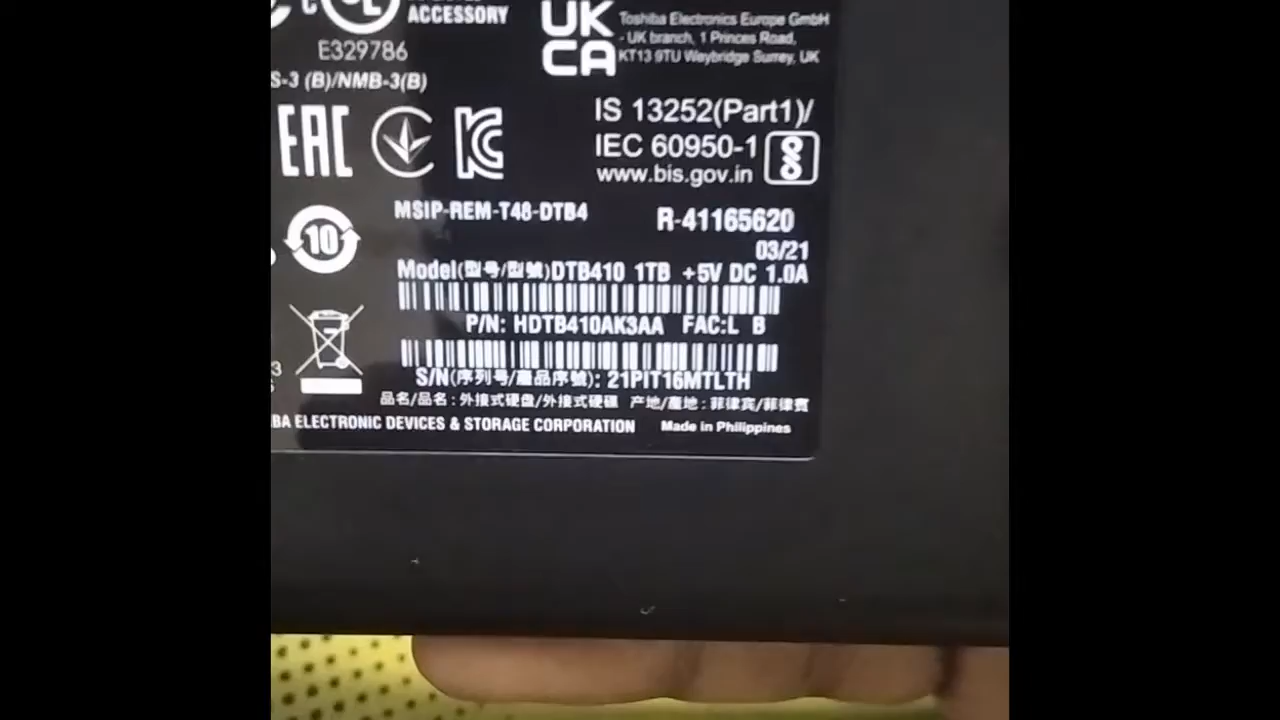 ACCESSORY
E329786
S-3 (B)/NMB-3(B)
UK
CA
Toshiba Electronics Europe GmbH
- UK branch, 1 Princes Road,
KT13 9TU Weybridge Surrey, UK
IS 13252(Part1)/
IEC 60950-1
www.bis.gov.in
EAC
MSIP-REM-T48-DTB4
R-41165620
10
03/21
Model(型号/型號)DTB410 1TB +5V DC 1.0A
P/N: HDTB410AK3AA FAC:L B
S/N(序列号/產品序號): 21PIT16MTLTH
品名/品名 : 外接式硬盘/外接式硬碟 产地/產地 : 菲律宾/菲律賓
BA ELECTRONIC DEVICES & STORAGE CORPORATION Made in Philippines